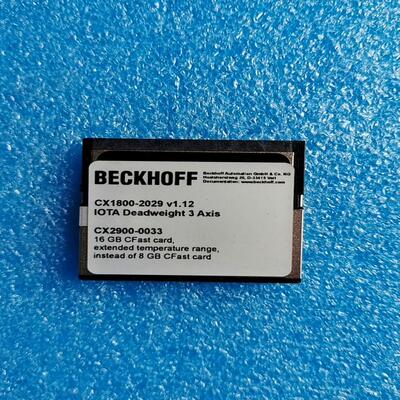 BECKHOFF
Beckhoff Automation GmbH & Co. KG
Huelshorstweg 20, D-33415 Verl
Documentation: www.beckhoff.com
CX1800-2029 v1.12
IOTA Deadweight 3 Axis
CX2900-0033
16 GB CFast card,
extended temperature range,
instead of 8 GB CFast card